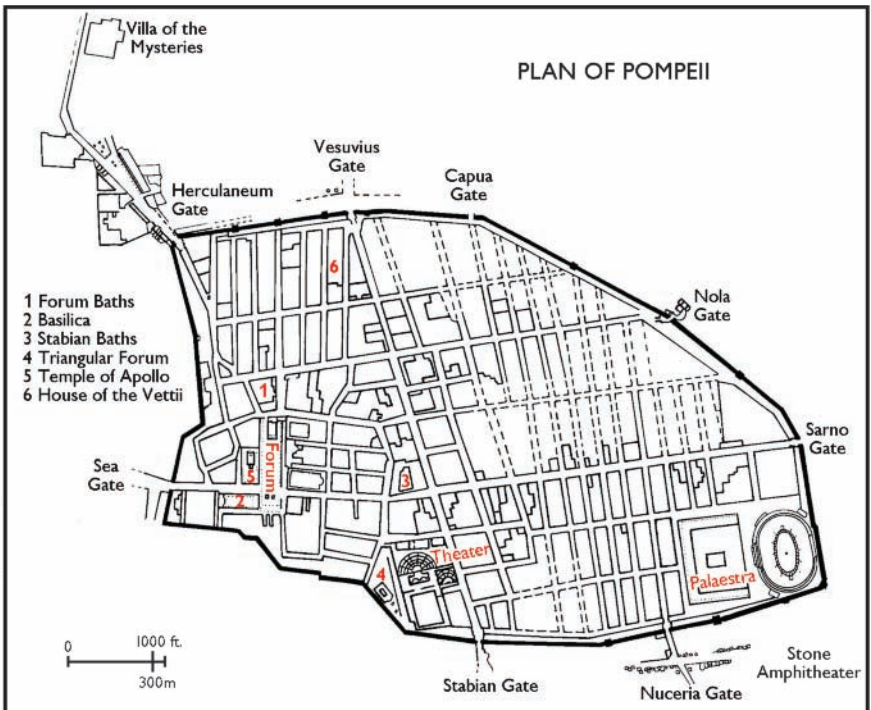 Villa of the
Mysteries
PLAN OF POMPEII
Vesuvius
Gate
Capua
Gate
Herculaneum
Gate
6
Nola
Gate
1 Forum Baths
2 Basilica
3 Stabian Baths
4 Triangular Forum
5 Temple of Apollo
6 House of the Vettii
1
Sarno
Gate
Forum
Sea
Gate
5
3
2
Theater
4
Palaestra
0 1000 ft.
300m
Stabian Gate
Nuceria Gate
Stone
Amphitheater